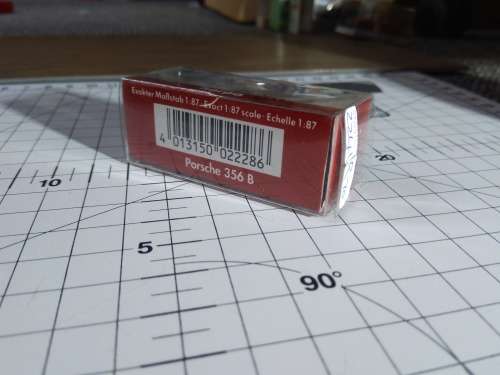 Exakter Maßstab 1:87 · Exact 1:87 scale · Echelle 1:87
4 013150 022286
Porsche 356 B
10
5
90°